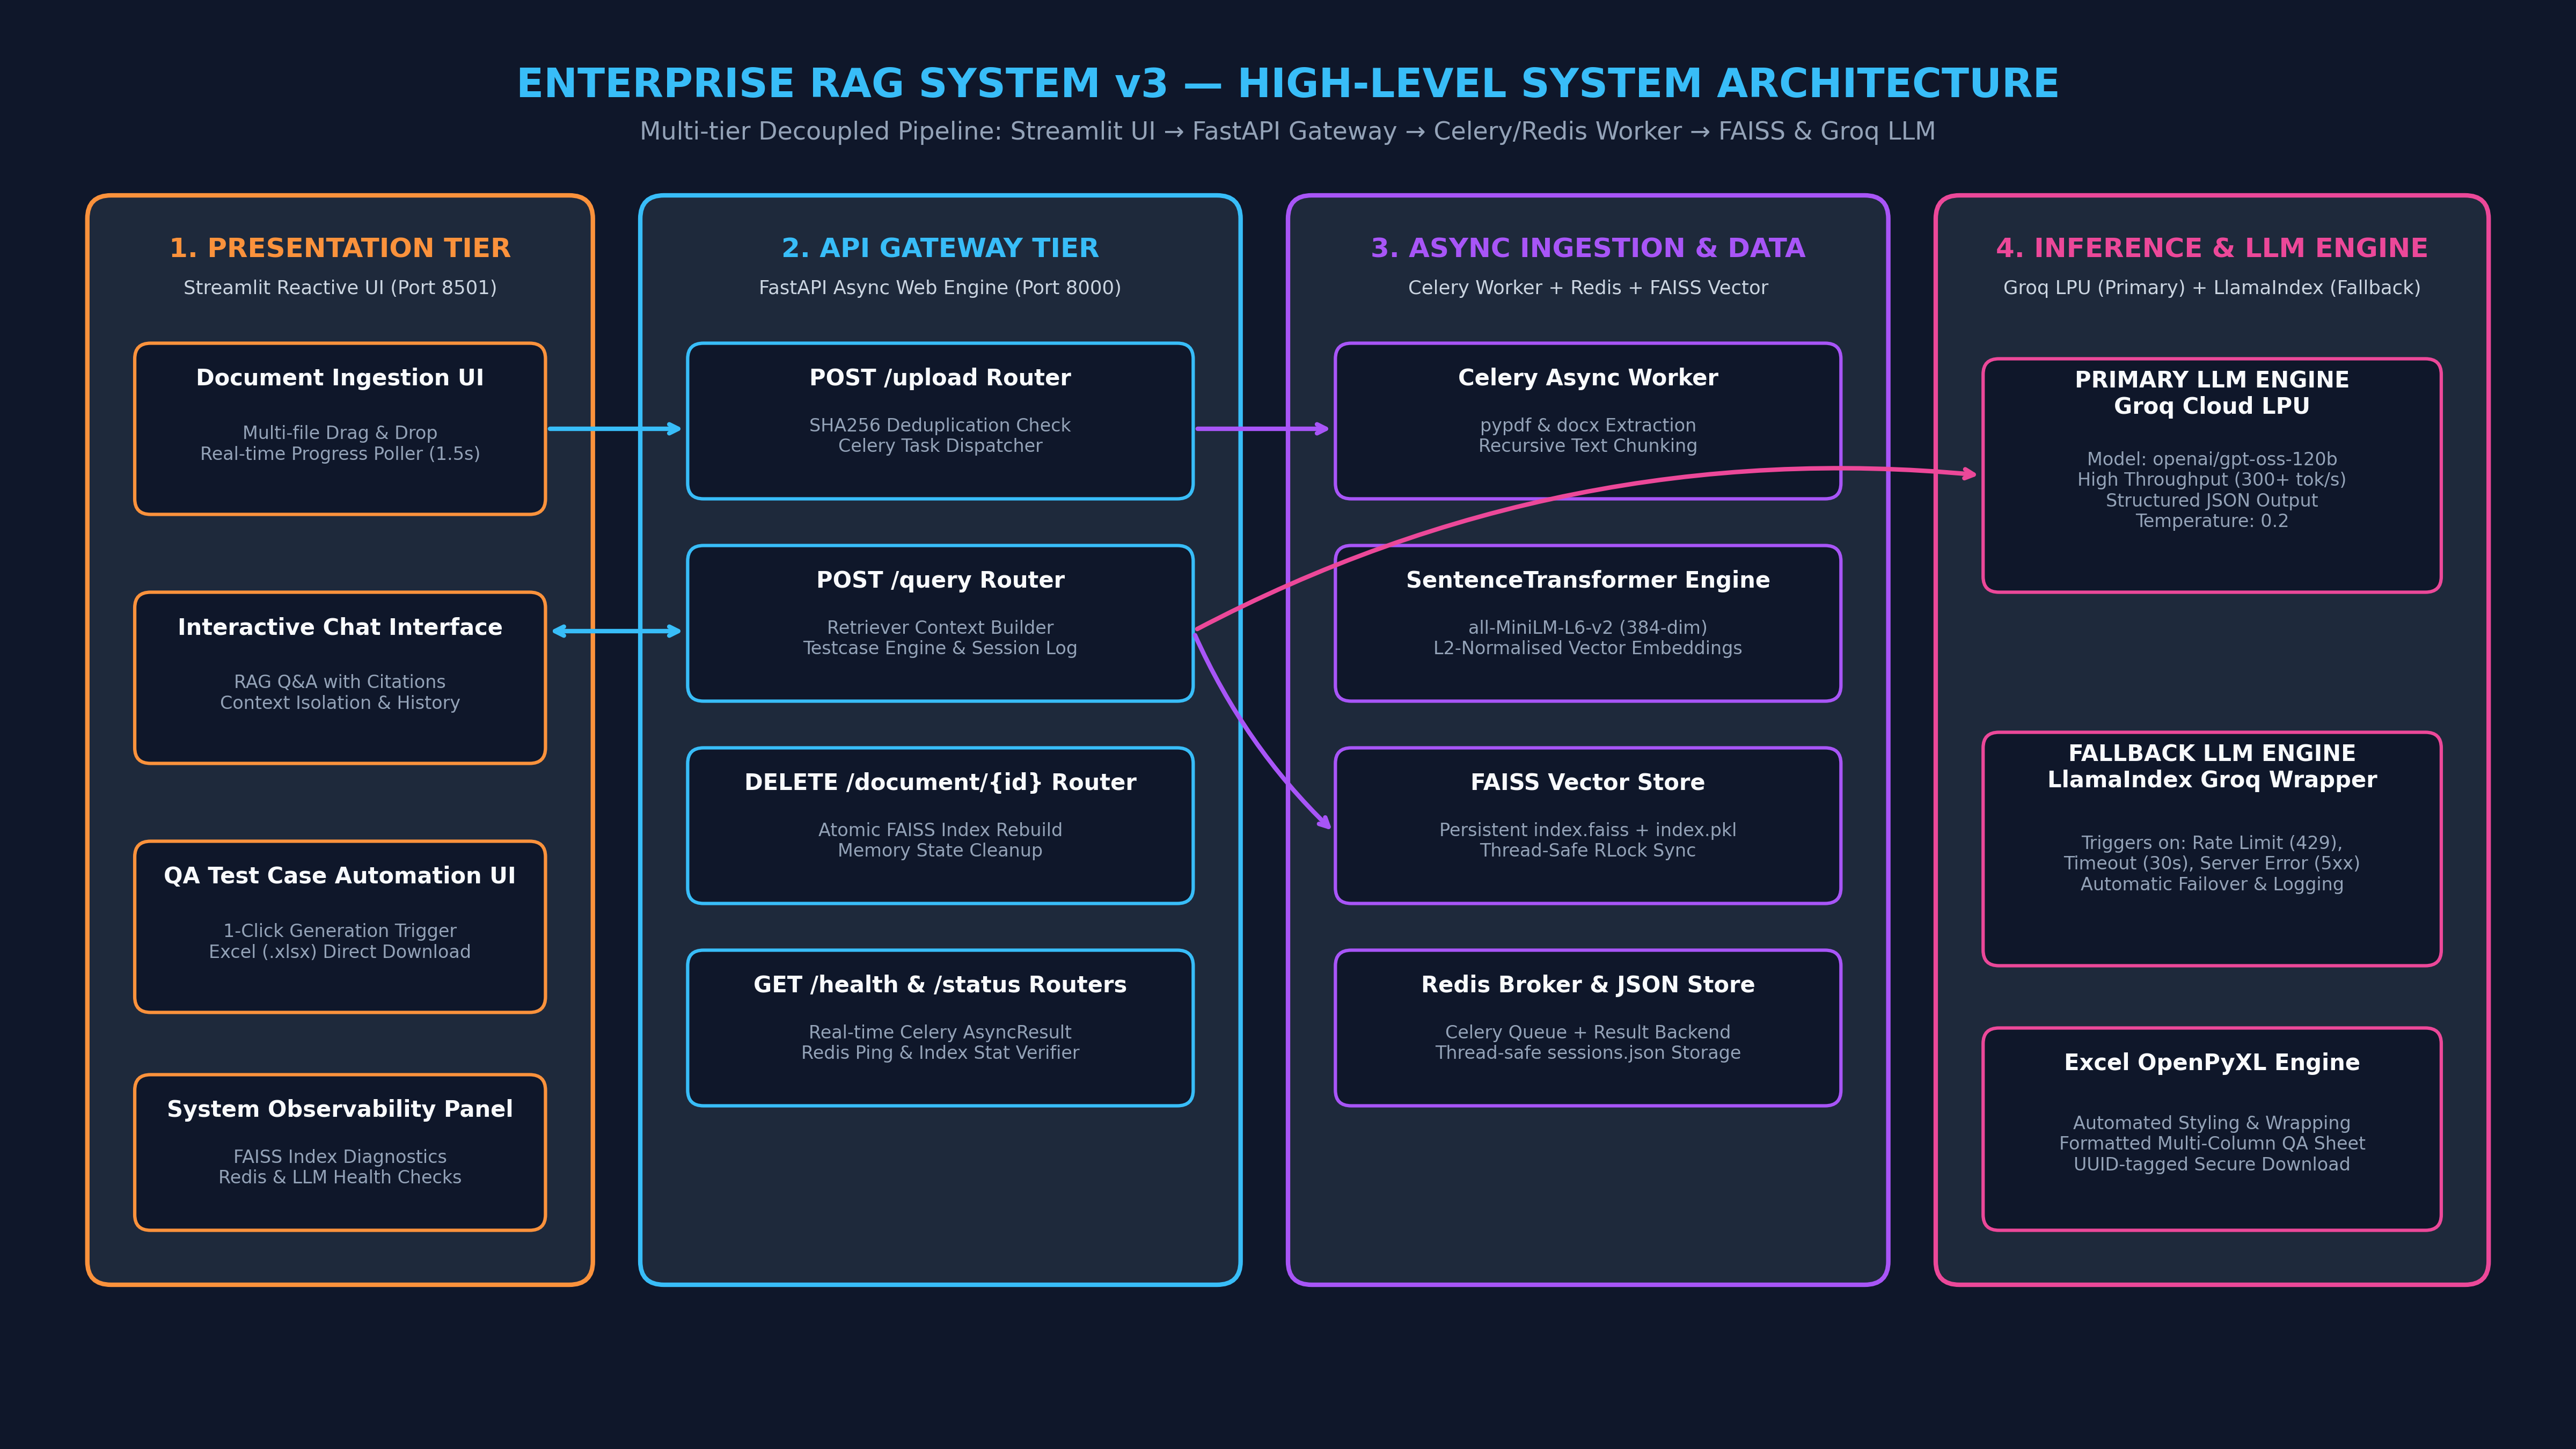 ENTERPRISE RAG SYSTEM v3 — HIGH-LEVEL SYSTEM ARCHITECTURE
Multi-tier Decoupled Pipeline: Streamlit UI → FastAPI Gateway → Celery/Redis Worker → FAISS & Groq LLM
1. PRESENTATION TIER
Streamlit Reactive UI (Port 8501)
Document Ingestion UI
Multi-file Drag & Drop
Real-time Progress Poller (1.5s)
Interactive Chat Interface
RAG Q&A with Citations
Context Isolation & History
QA Test Case Automation UI
1-Click Generation Trigger
Excel (.xlsx) Direct Download
System Observability Panel
FAISS Index Diagnostics
Redis & LLM Health Checks
2. API GATEWAY TIER
FastAPI Async Web Engine (Port 8000)
POST /upload Router
SHA256 Deduplication Check
Celery Task Dispatcher
POST /query Router
Retriever Context Builder
Testcase Engine & Session Log
DELETE /document/{id} Router
Atomic FAISS Index Rebuild
Memory State Cleanup
GET /health & /status Routers
Real-time Celery AsyncResult
Redis Ping & Index Stat Verifier
3. ASYNC INGESTION & DATA
Celery Worker + Redis + FAISS Vector
Celery Async Worker
pypdf & docx Extraction
Recursive Text Chunking
SentenceTransformer Engine
all-MiniLM-L6-v2 (384-dim)
L2-Normalised Vector Embeddings
FAISS Vector Store
Persistent index.faiss + index.pkl
Thread-Safe RLock Sync
Redis Broker & JSON Store
Celery Queue + Result Backend
Thread-safe sessions.json Storage
4. INFERENCE & LLM ENGINE
Groq LPU (Primary) + LlamaIndex (Fallback)
PRIMARY LLM ENGINE
Groq Cloud LPU
Model: openai/gpt-oss-120b
High Throughput (300+ tok/s)
Structured JSON Output
Temperature: 0.2
FALLBACK LLM ENGINE
LlamaIndex Groq Wrapper
Triggers on: Rate Limit (429),
Timeout (30s), Server Error (5xx)
Automatic Failover & Logging
Excel OpenPyXL Engine
Automated Styling & Wrapping
Formatted Multi-Column QA Sheet
UUID-tagged Secure Download